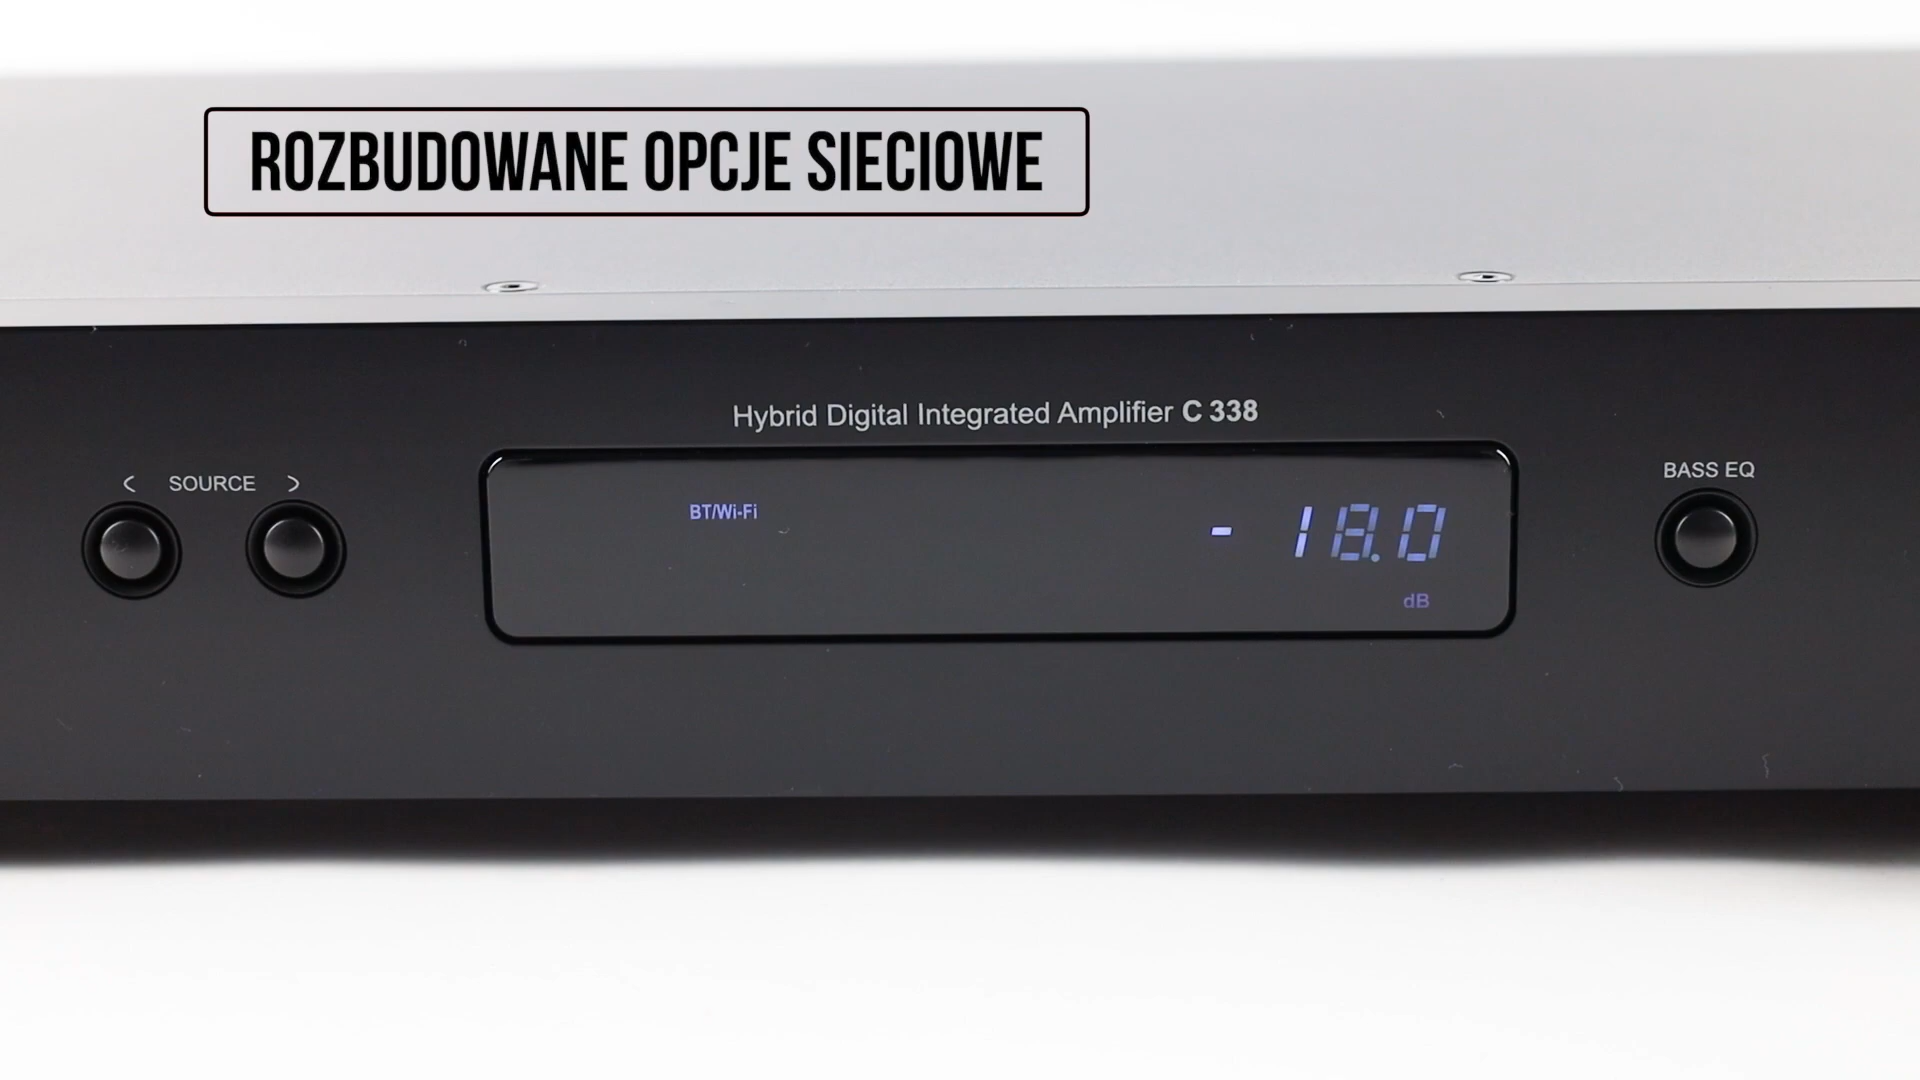 ROZBUDOWANE OPCJE SIECIOWE
Hybrid Digital Integrated Amplifier C 338
< SOURCE >
BASS EQ
BT/Wi-Fi
- 18.0
dB